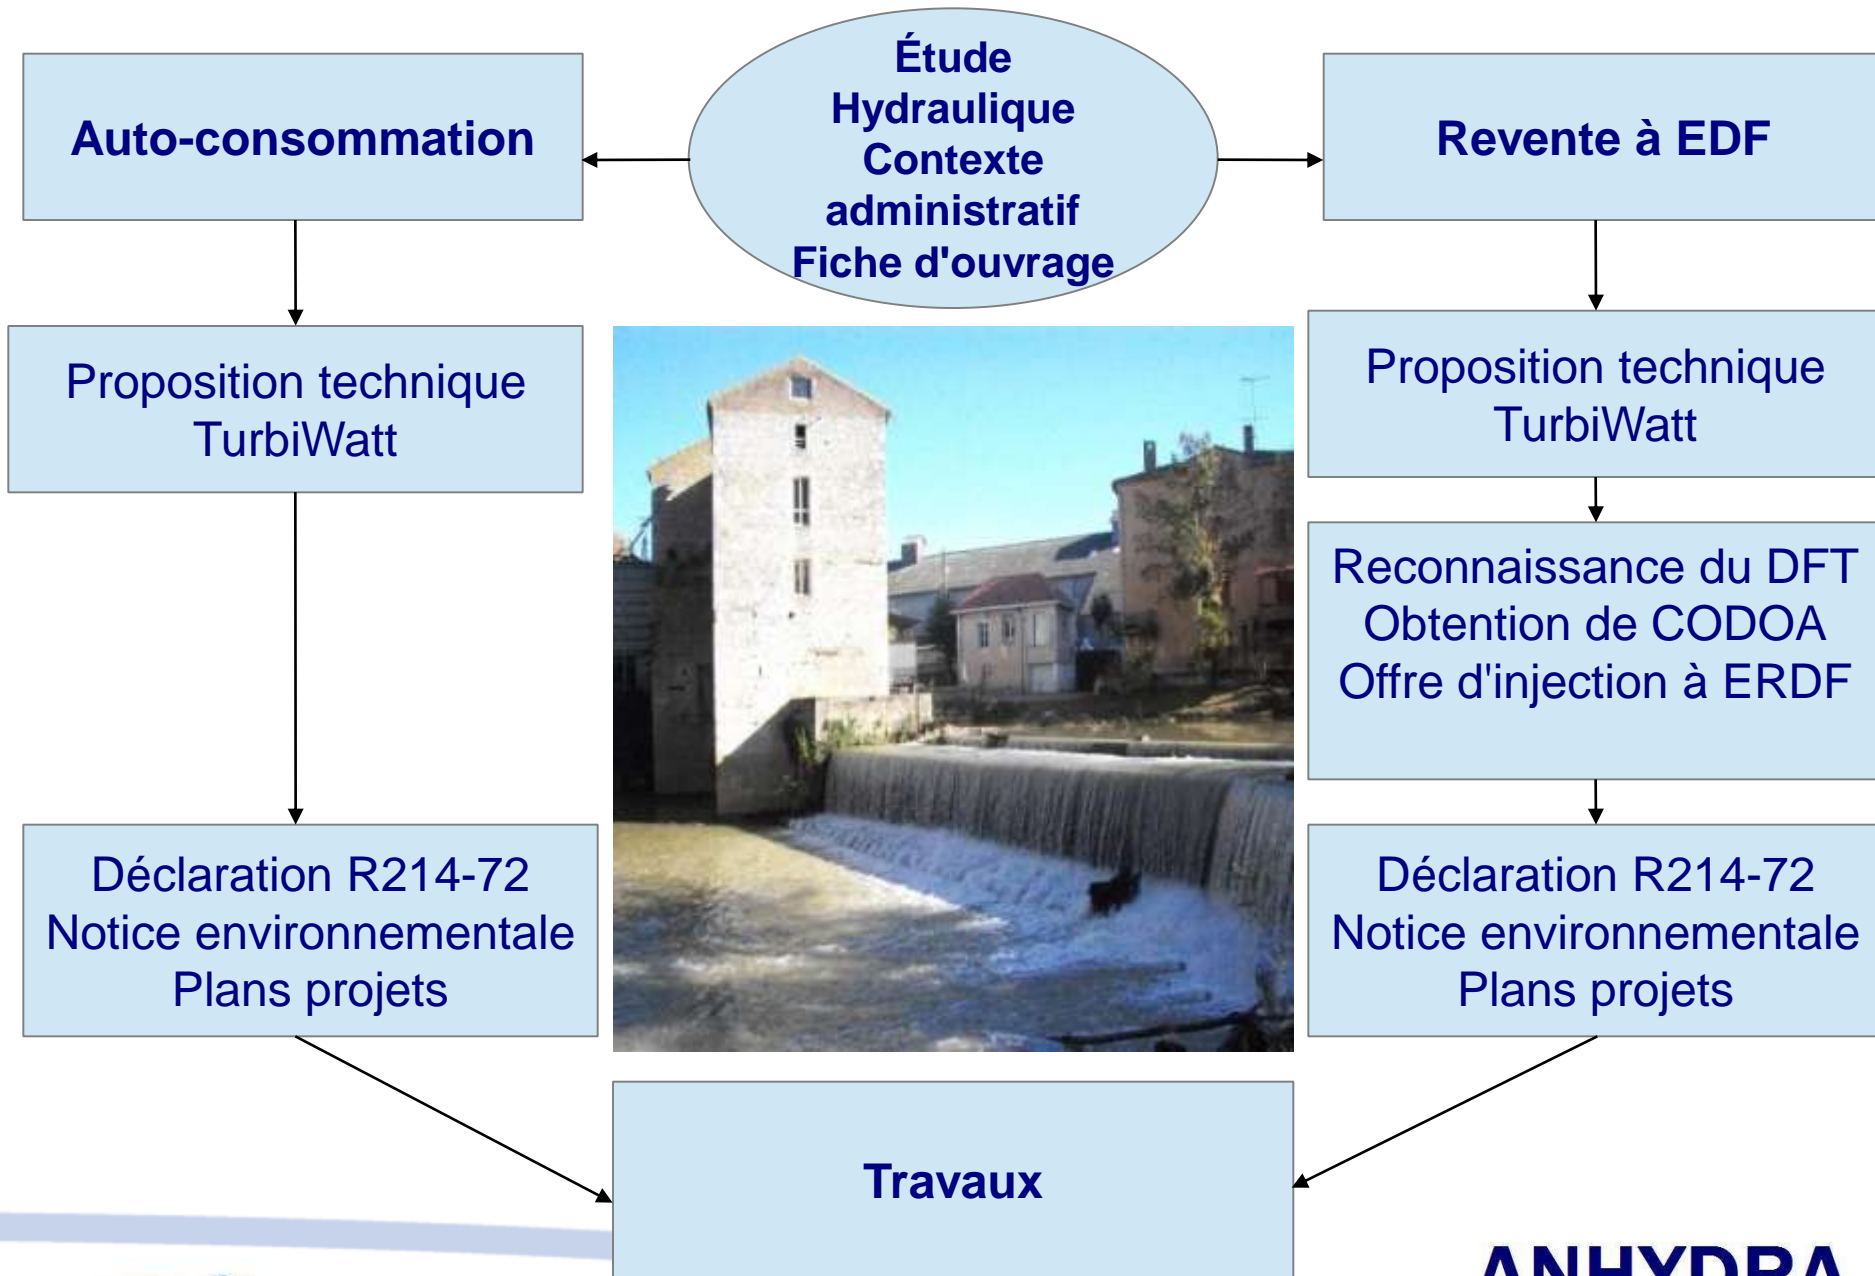 Étude
Hydraulique
Contexte
administratif
Fiche d'ouvrage
Auto-consommation
Revente à EDF
Proposition technique
TurbiWatt
Proposition technique
TurbiWatt
Reconnaissance du DFT
Obtention de CODOA
Offre d'injection à ERDF
Déclaration R214-72
Notice environnementale
Plans projets
Déclaration R214-72
Notice environnementale
Plans projets
Travaux
ANHYDRA